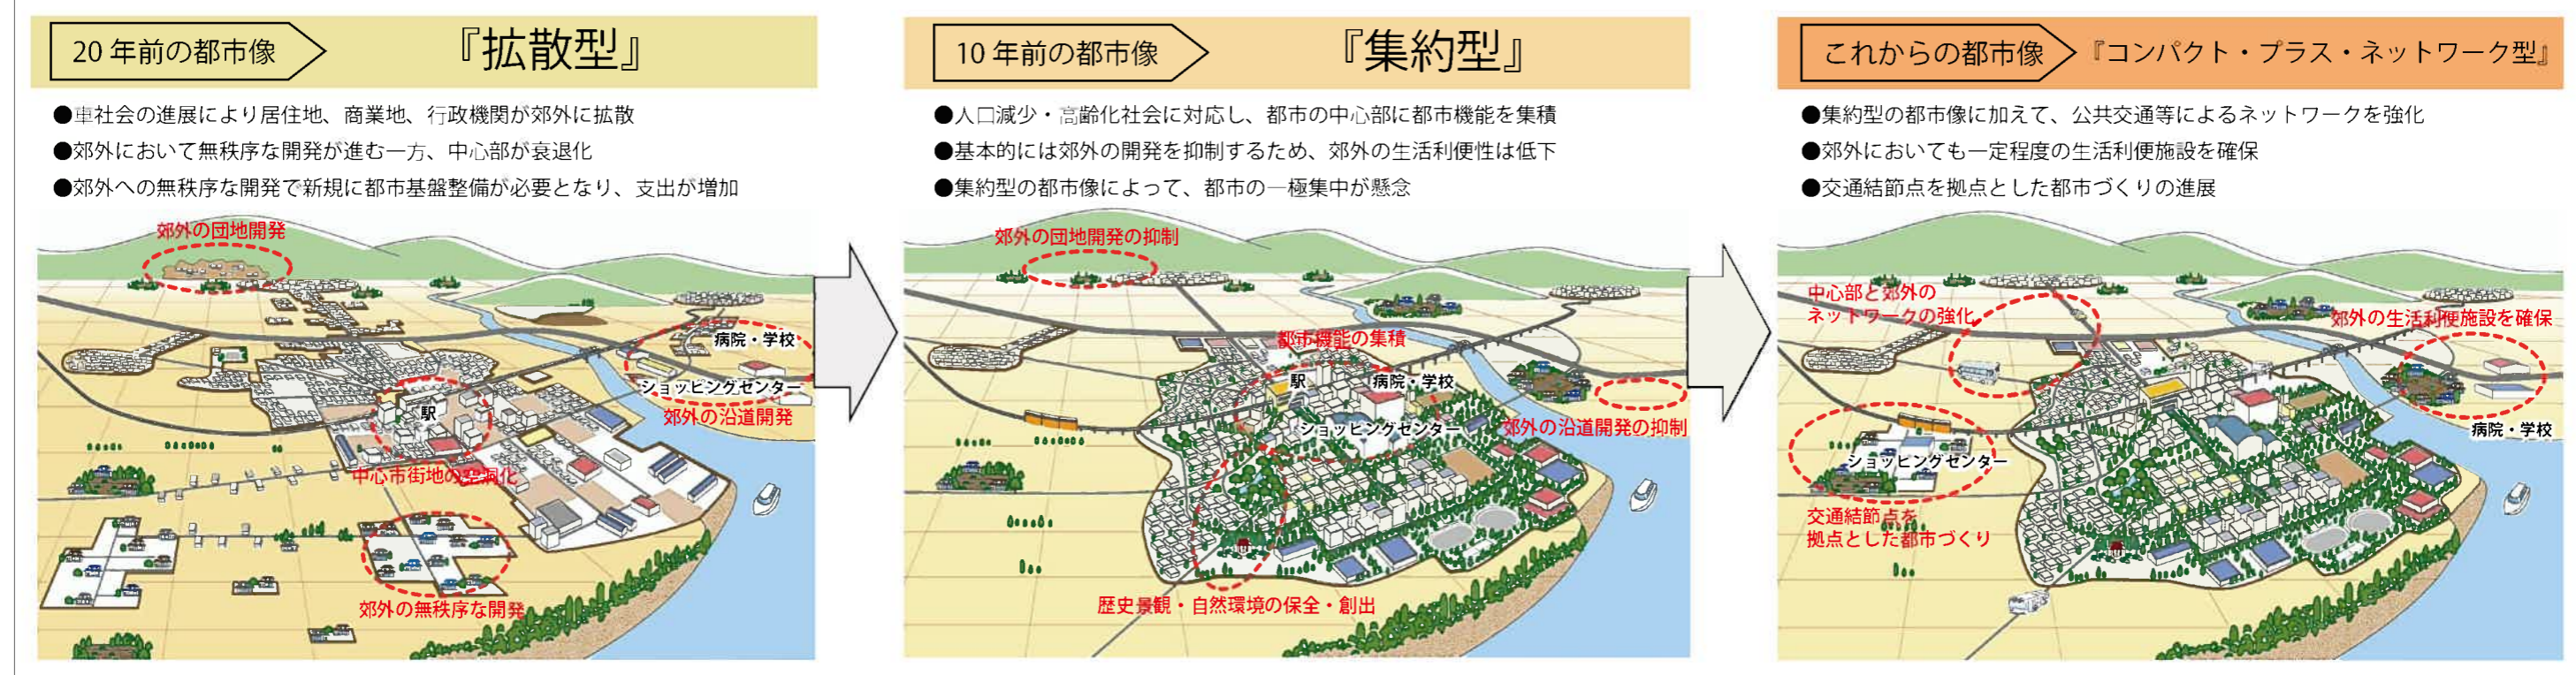 20年前の都市像
『拡散型』
●車社会の進展により居住地、商業地、行政機関が郊外に拡散
●郊外において無秩序な開発が進む一方、中心部が衰退化
●郊外への無秩序な開発で新規に都市基盤整備が必要となり、支出が増加
郊外の団地開発
病院・学校
ショッピングセンター
郊外の沿道開発
駅
中心市街地の空洞化
郊外の無秩序な開発
10年前の都市像
『集約型』
●人口減少・高齢化社会に対応し、都市の中心部に都市機能を集積
●基本的には郊外の開発を抑制するため、郊外の生活利便性は低下
●集約型の都市像によって、都市の一極集中が懸念
郊外の団地開発の抑制
都市機能の集積
駅
病院・学校
ショッピングセンター
郊外の沿道開発の抑制
歴史景観・自然環境の保全・創出
これからの都市像
『コンパクト・プラス・ネットワーク型』
●集約型の都市像に加えて、公共交通等によるネットワークを強化
●郊外においても一定程度の生活利便施設を確保
●交通結節点を拠点とした都市づくりの進展
中心部と郊外の
ネットワークの強化
郊外の生活利便施設を確保
病院・学校
ショッピングセンター
交通結節点を
拠点とした都市づくり